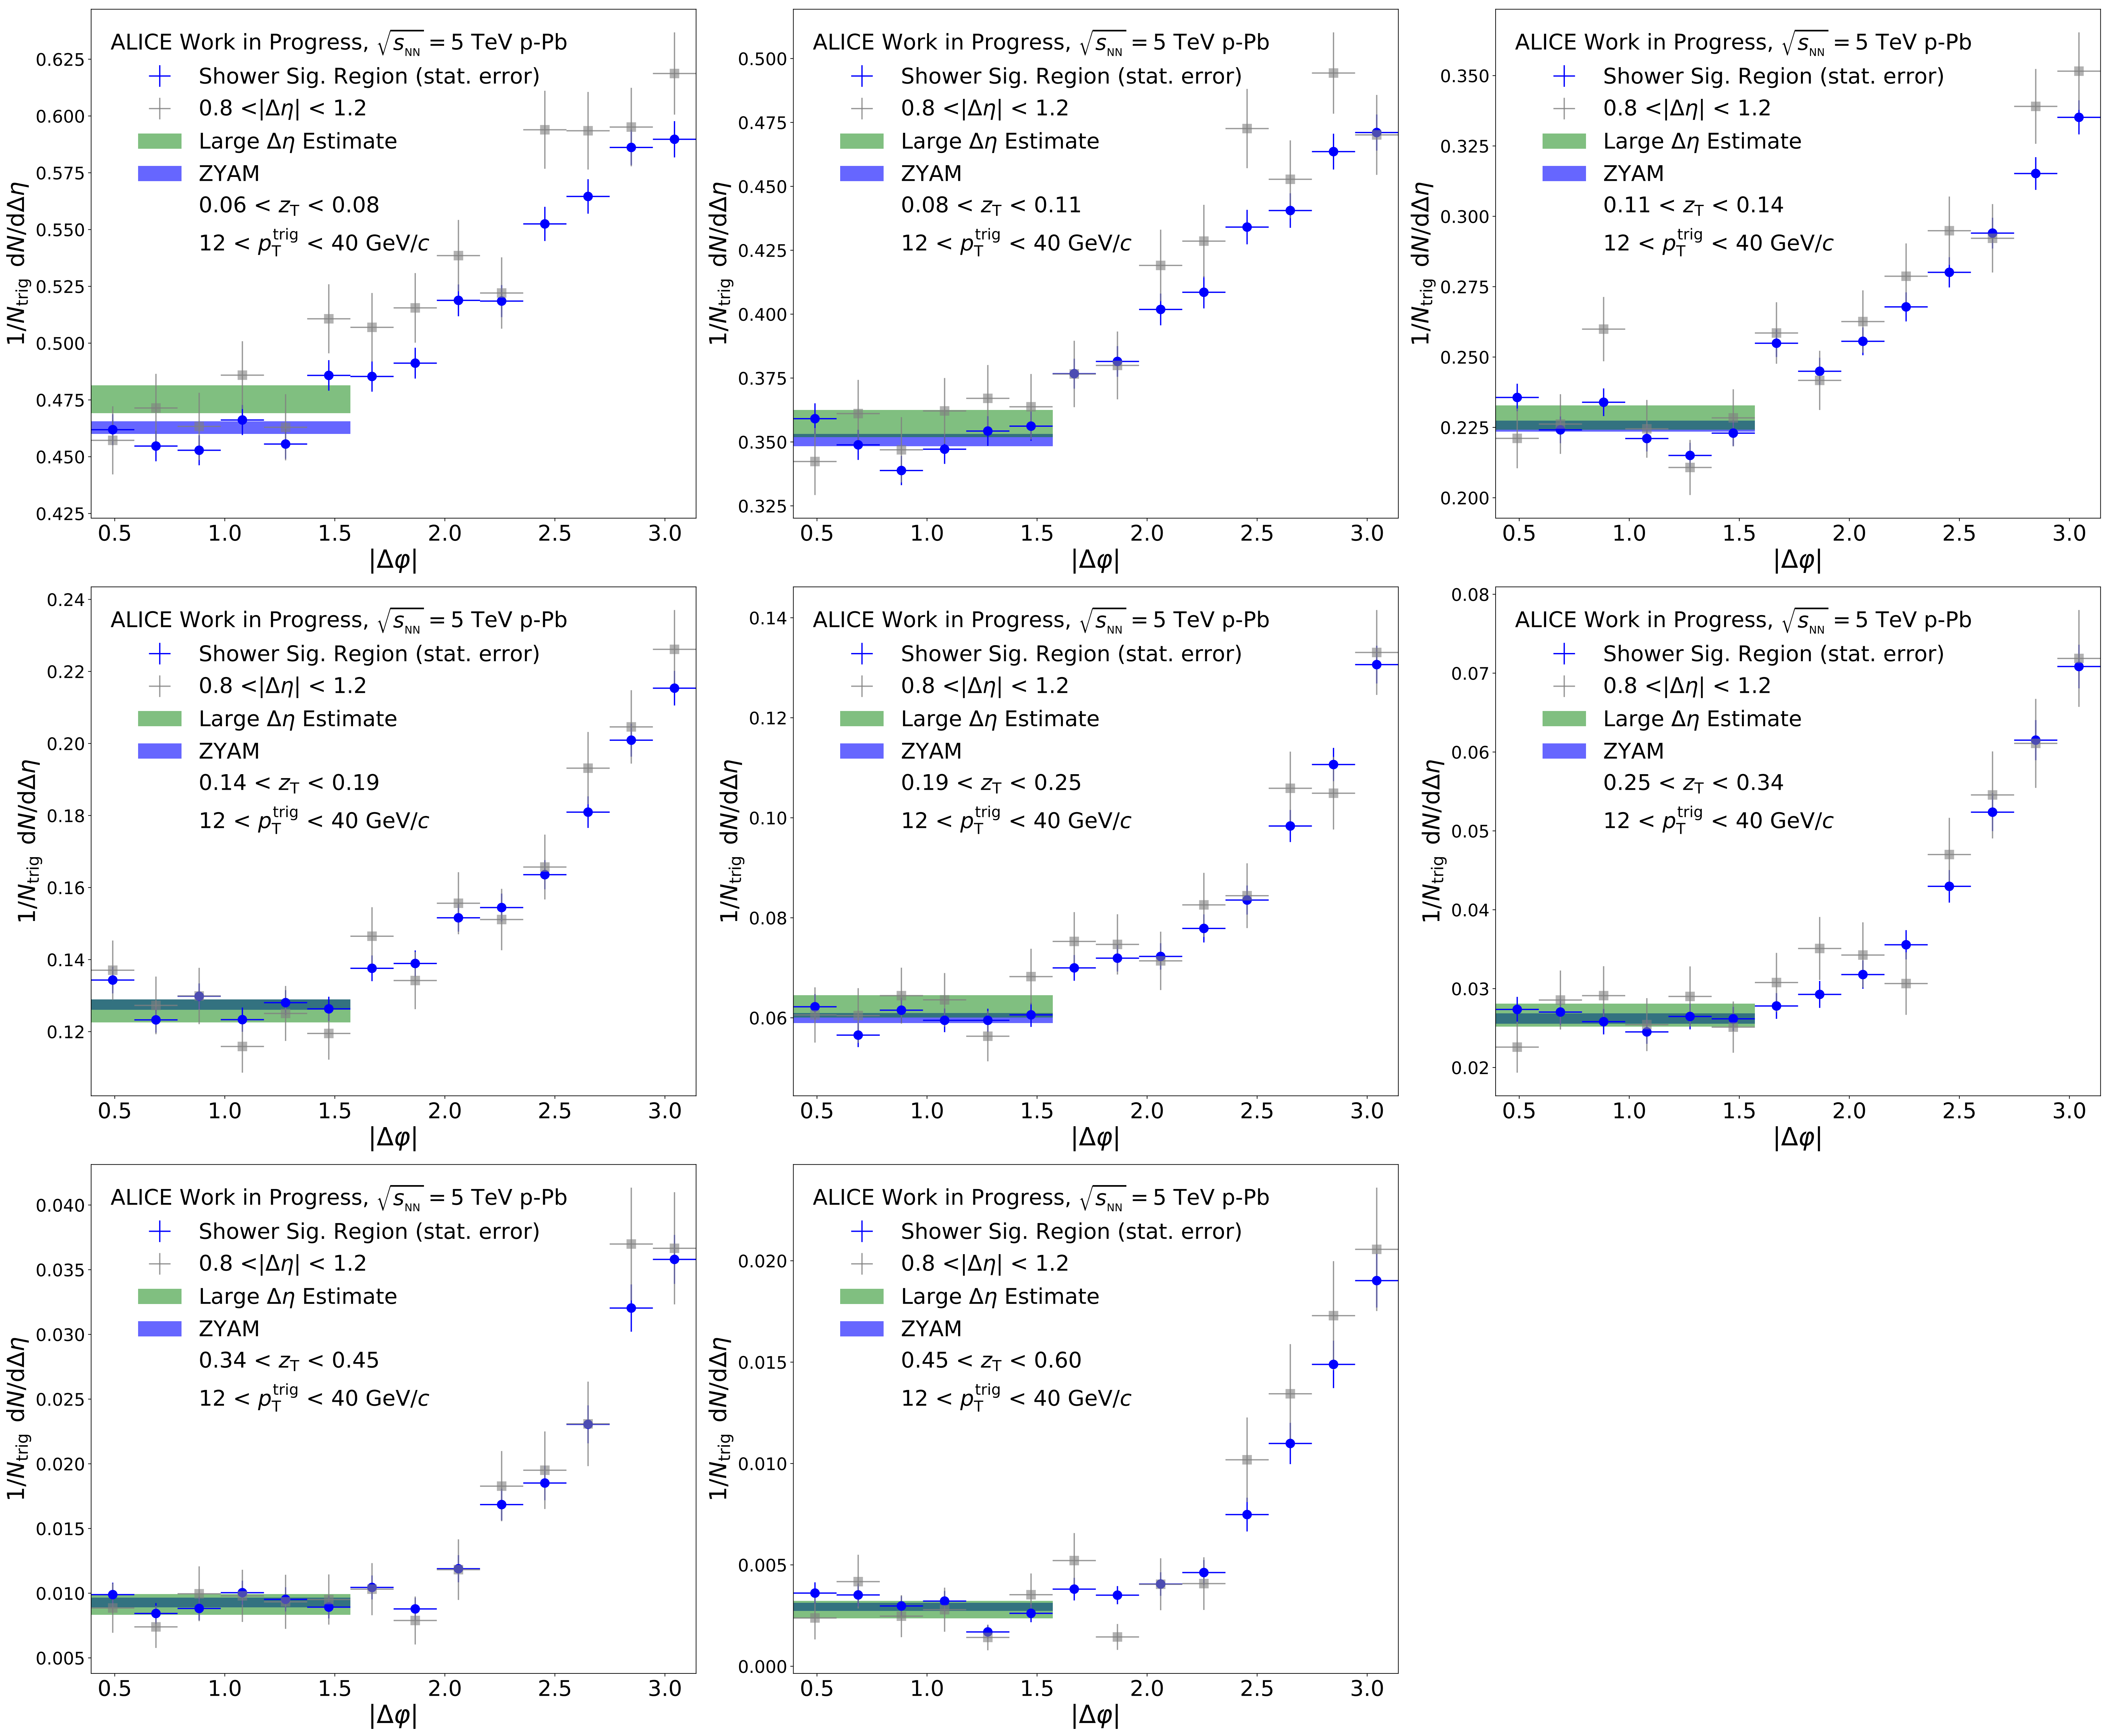 ALICE Work in Progress, √s_NN = 5 TeV p-Pb
Shower Sig. Region (stat. error)
0.8 <|Δη| < 1.2
Large Δη Estimate
ZYAM
0.06 < z_T < 0.08
12 < p_T^trig < 40 GeV/c
1/N_trig dN/dΔη
0.625
0.600
0.575
0.550
0.525
0.500
0.475
0.450
0.425
0.5 1.0 1.5 2.0 2.5 3.0
|Δφ|
ALICE Work in Progress, √s_NN = 5 TeV p-Pb
Shower Sig. Region (stat. error)
0.8 <|Δη| < 1.2
Large Δη Estimate
ZYAM
0.08 < z_T < 0.11
12 < p_T^trig < 40 GeV/c
1/N_trig dN/dΔη
0.500
0.475
0.450
0.425
0.400
0.375
0.350
0.325
0.5 1.0 1.5 2.0 2.5 3.0
|Δφ|
ALICE Work in Progress, √s_NN = 5 TeV p-Pb
Shower Sig. Region (stat. error)
0.8 <|Δη| < 1.2
Large Δη Estimate
ZYAM
0.11 < z_T < 0.14
12 < p_T^trig < 40 GeV/c
1/N_trig dN/dΔη
0.350
0.325
0.300
0.275
0.250
0.225
0.200
0.5 1.0 1.5 2.0 2.5 3.0
|Δφ|
ALICE Work in Progress, √s_NN = 5 TeV p-Pb
Shower Sig. Region (stat. error)
0.8 <|Δη| < 1.2
Large Δη Estimate
ZYAM
0.14 < z_T < 0.19
12 < p_T^trig < 40 GeV/c
1/N_trig dN/dΔη
0.24
0.22
0.20
0.18
0.16
0.14
0.12
0.5 1.0 1.5 2.0 2.5 3.0
|Δφ|
ALICE Work in Progress, √s_NN = 5 TeV p-Pb
Shower Sig. Region (stat. error)
0.8 <|Δη| < 1.2
Large Δη Estimate
ZYAM
0.19 < z_T < 0.25
12 < p_T^trig < 40 GeV/c
1/N_trig dN/dΔη
0.14
0.12
0.10
0.08
0.06
0.5 1.0 1.5 2.0 2.5 3.0
|Δφ|
ALICE Work in Progress, √s_NN = 5 TeV p-Pb
Shower Sig. Region (stat. error)
0.8 <|Δη| < 1.2
Large Δη Estimate
ZYAM
0.25 < z_T < 0.34
12 < p_T^trig < 40 GeV/c
1/N_trig dN/dΔη
0.08
0.07
0.06
0.05
0.04
0.03
0.02
0.5 1.0 1.5 2.0 2.5 3.0
|Δφ|
ALICE Work in Progress, √s_NN = 5 TeV p-Pb
Shower Sig. Region (stat. error)
0.8 <|Δη| < 1.2
Large Δη Estimate
ZYAM
0.34 < z_T < 0.45
12 < p_T^trig < 40 GeV/c
1/N_trig dN/dΔη
0.040
0.035
0.030
0.025
0.020
0.015
0.010
0.005
0.5 1.0 1.5 2.0 2.5 3.0
|Δφ|
ALICE Work in Progress, √s_NN = 5 TeV p-Pb
Shower Sig. Region (stat. error)
0.8 <|Δη| < 1.2
Large Δη Estimate
ZYAM
0.45 < z_T < 0.60
12 < p_T^trig < 40 GeV/c
1/N_trig dN/dΔη
0.020
0.015
0.010
0.005
0.000
0.5 1.0 1.5 2.0 2.5 3.0
|Δφ|